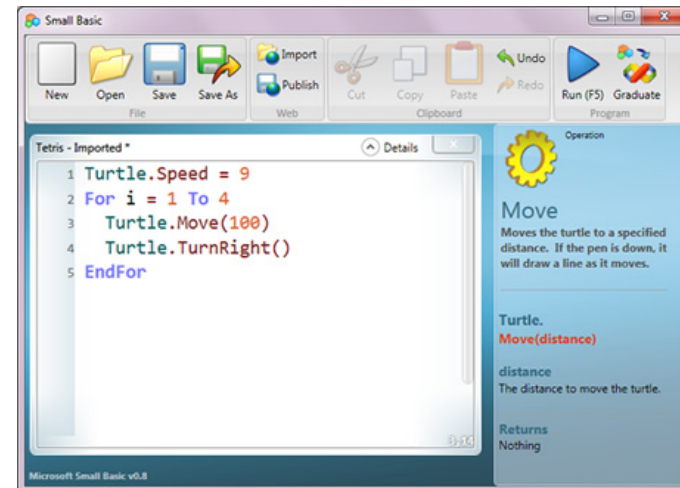 Small Basic
New Open Save Save As Import Publish Cut Copy Paste Undo Redo Run (F5) Graduate
File Web Clipboard Program
Tetris - Imported * Details
1 Turtle.Speed = 9
2 For i = 1 To 4
3 Turtle.Move(100)
4 Turtle.TurnRight()
5 EndFor
3,14
Microsoft Small Basic v0.8
Operation
Move
Moves the turtle to a specified
distance. If the pen is down, it
will draw a line as it moves.
Turtle.
Move(distance)
distance
The distance to move the turtle.
Returns
Nothing